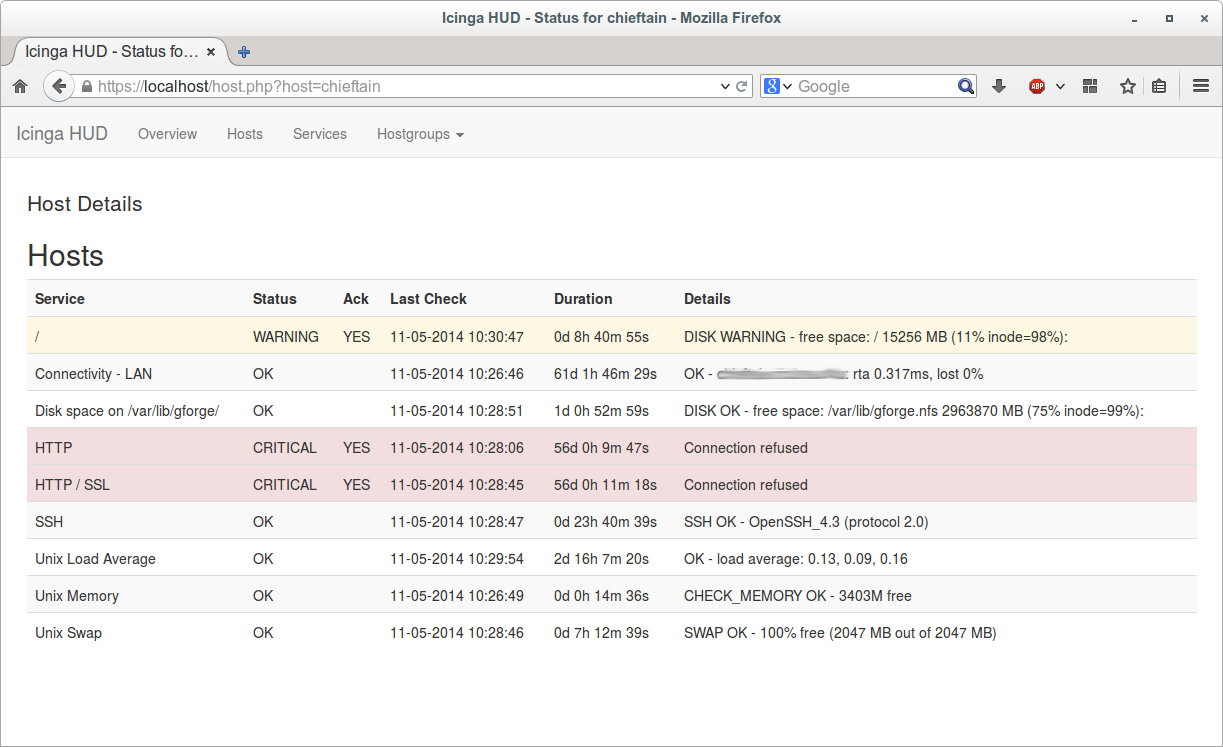 Icinga HUD - Status for chieftain - Mozilla Firefox
Icinga HUD - Status fo...
https://localhost/host.php?host=chieftain
8 Google
ABP
Icinga HUD Overview Hosts Services Hostgroups
Host Details
Hosts
Service Status Ack Last Check Duration Details
/ WARNING YES 11-05-2014 10:30:47 0d 8h 40m 55s DISK WARNING - free space: / 15256 MB (11% inode=98%):
Connectivity - LAN OK 11-05-2014 10:26:46 61d 1h 46m 29s OK - : rta 0.317ms, lost 0%
Disk space on /var/lib/gforge/ OK 11-05-2014 10:28:51 1d 0h 52m 59s DISK OK - free space: /var/lib/gforge.nfs 2963870 MB (75% inode=99%):
HTTP CRITICAL YES 11-05-2014 10:28:06 56d 0h 9m 47s Connection refused
HTTP / SSL CRITICAL YES 11-05-2014 10:28:45 56d 0h 11m 18s Connection refused
SSH OK 11-05-2014 10:28:47 0d 23h 40m 39s SSH OK - OpenSSH_4.3 (protocol 2.0)
Unix Load Average OK 11-05-2014 10:29:54 2d 16h 7m 20s OK - load average: 0.13, 0.09, 0.16
Unix Memory OK 11-05-2014 10:26:49 0d 0h 14m 36s CHECK_MEMORY OK - 3403M free
Unix Swap OK 11-05-2014 10:28:46 0d 7h 12m 39s SWAP OK - 100% free (2047 MB out of 2047 MB)